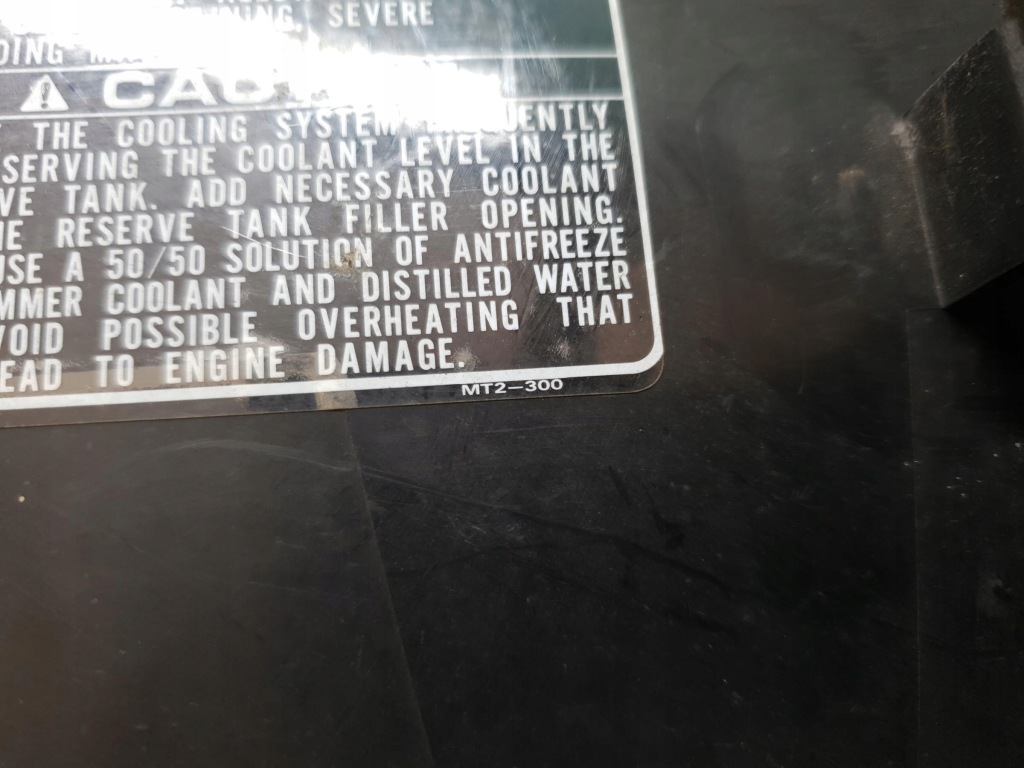 SEVERE
DING
CAU
THE COOLING SYSTEM
SERVING THE COOLANT LEVEL IN THE
VE TANK. ADD NECESSARY COOLANT
HE RESERVE TANK FILLER OPENING.
USE A 50/50 SOLUTION OF ANTIFREEZE
MMER COOLANT AND DISTILLED WATER
VOID POSSIBLE OVERHEATING THAT
EAD TO ENGINE DAMAGE.
MT2-300